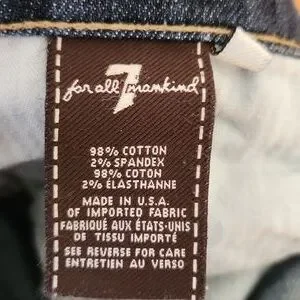 for all 7 mankind
98% COTTON
2% SPANDEX
98% COTON
2% ÉLASTHANNE
MADE IN U.S.A.
OF IMPORTED FABRIC
FABRIQUÉ AUX ÉTATS-UNIS
DE TISSU IMPORTÉ
SEE REVERSE FOR CARE
ENTRETIEN AU VERSO